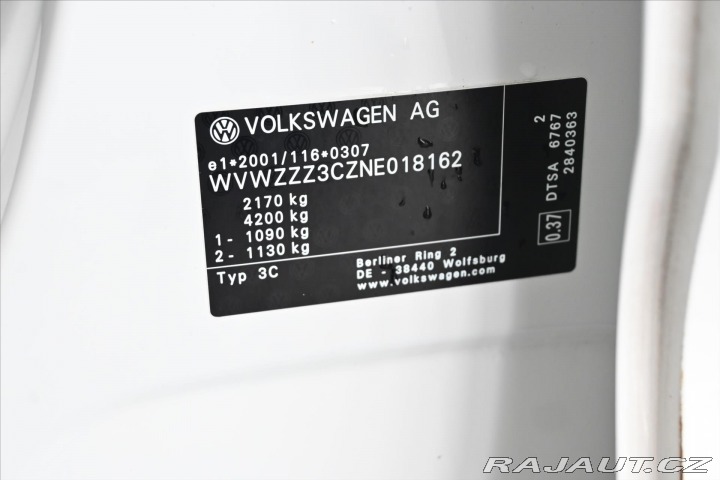 VOLKSWAGEN AG
e1*2001/116*0307
WVWZZZ3CZNE018162
2170 kg
4200 kg
1 - 1090 kg
2 - 1130 kg
Typ 3C
Berliner Ring 2
DE - 38440 Wolfsburg
www.volkswagen.com
0.37
DTSA 6767 2
2840363
RAJAUT.CZ